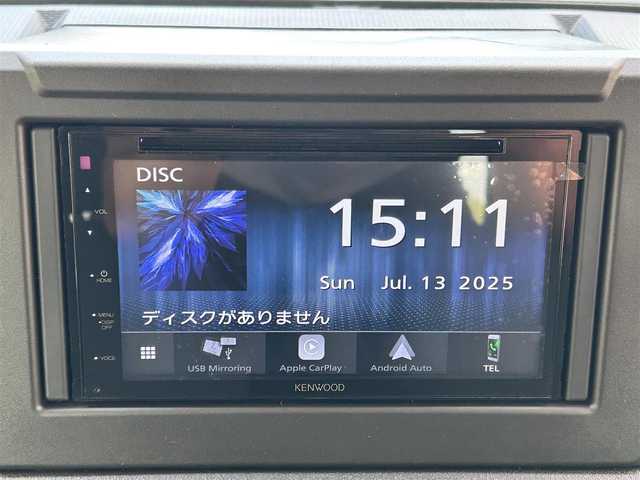 DISC
15:11
VOL
Sun Jul. 13 2025
HOME
ディスクがありません
MENU
DISP
OFF
VOICE
USB Mirroring Apple CarPlay Android Auto TEL
KENWOOD